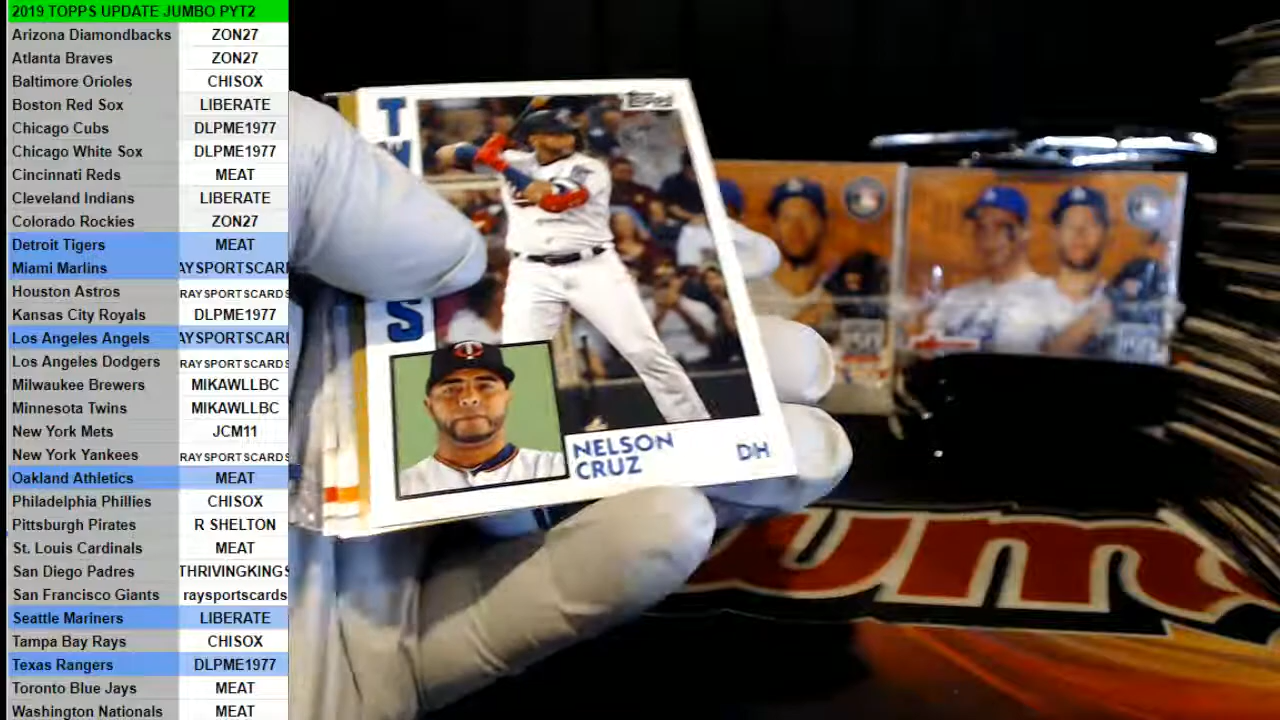 2019 TOPPS UPDATE JUMBO PYT2
Arizona Diamondbacks ZON27
Atlanta Braves ZON27
Baltimore Orioles CHISOX
Boston Red Sox LIBERATE
Chicago Cubs DLPME1977
Chicago White Sox DLPME1977
Cincinnati Reds MEAT
Cleveland Indians LIBERATE
Colorado Rockies ZON27
Detroit Tigers MEAT
Miami Marlins AYSPORTSCARI
Houston Astros RAYSPORTSCARDS
Kansas City Royals DLPME1977
Los Angeles Angels AYSPORTSCARI
Los Angeles Dodgers RAYSPORTSCARDS
Milwaukee Brewers MIKAWLLBC
Minnesota Twins MIKAWLLBC
New York Mets JCM11
New York Yankees RAYSPORTSCARDS
Oakland Athletics MEAT
Philadelphia Phillies CHISOX
Pittsburgh Pirates R SHELTON
St. Louis Cardinals MEAT
San Diego Padres THRIVINGKINGS
San Francisco Giants raysportscards
Seattle Mariners LIBERATE
Tampa Bay Rays CHISOX
Texas Rangers DLPME1977
Toronto Blue Jays MEAT
Washington Nationals MEAT
Topps
T
S
NELSON
CRUZ
DH
um